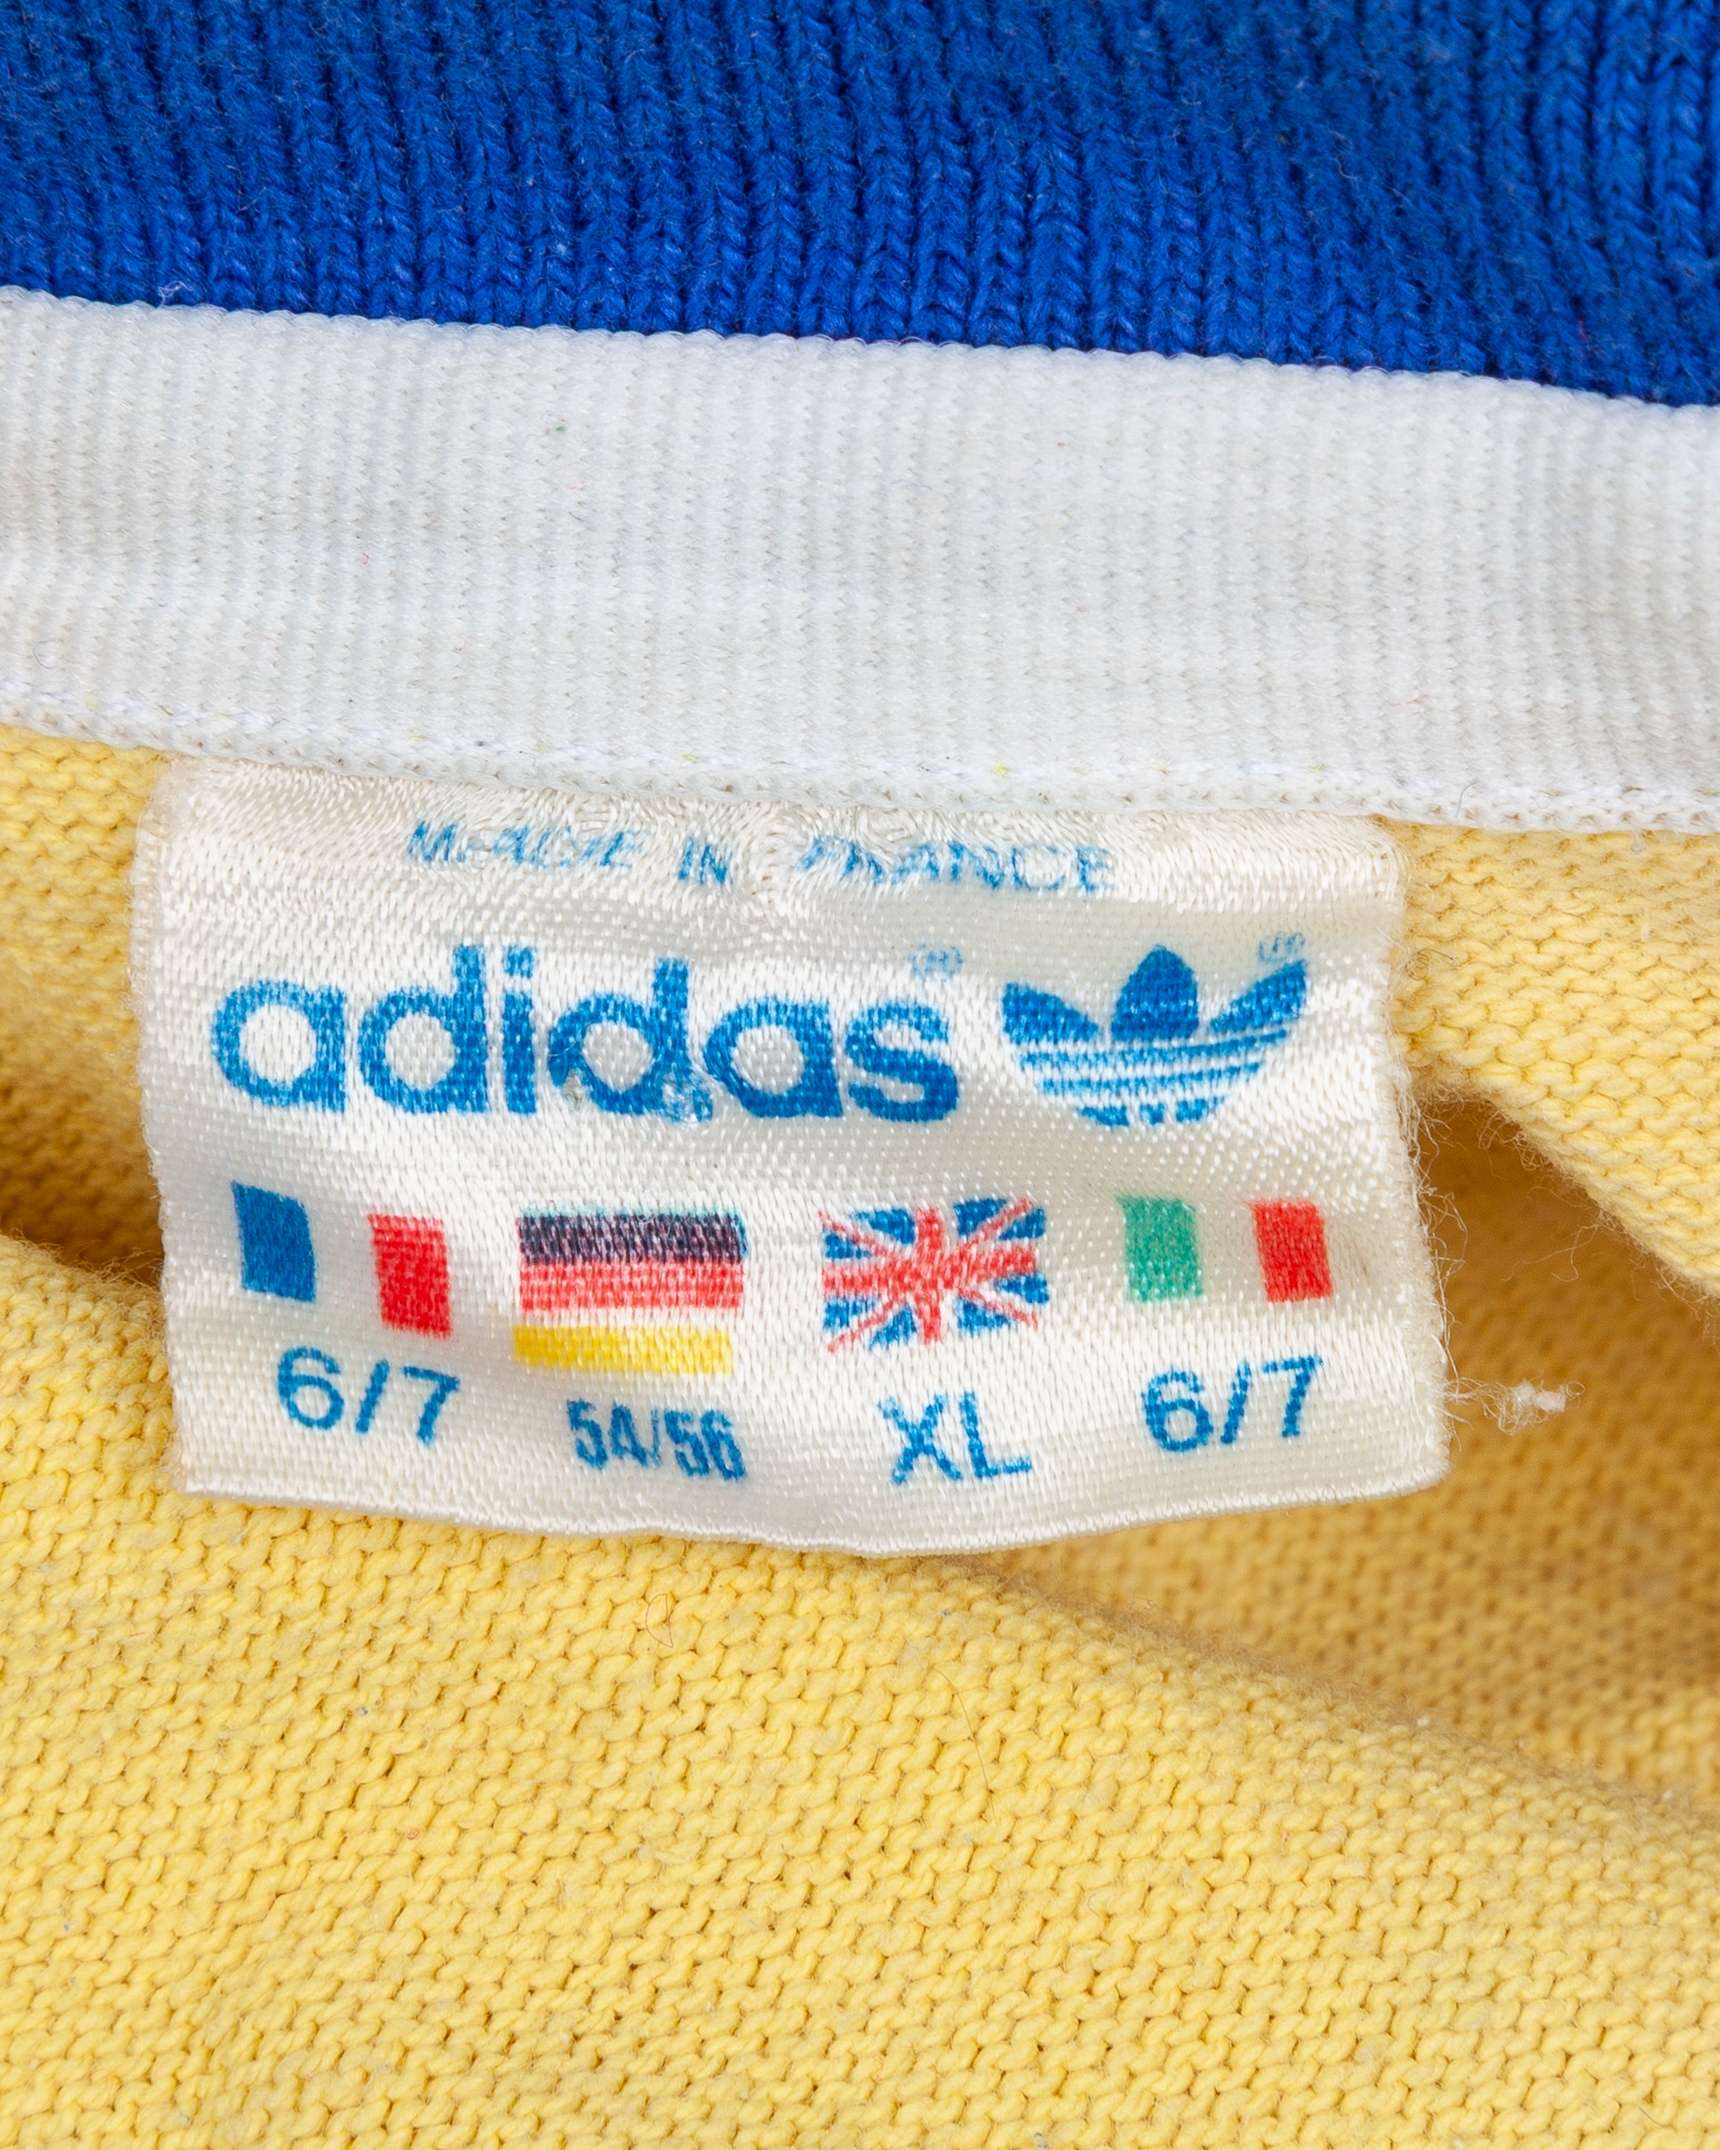 MADE IN FRANCE
adidas® ®
6/7 54/56 XL 6/7